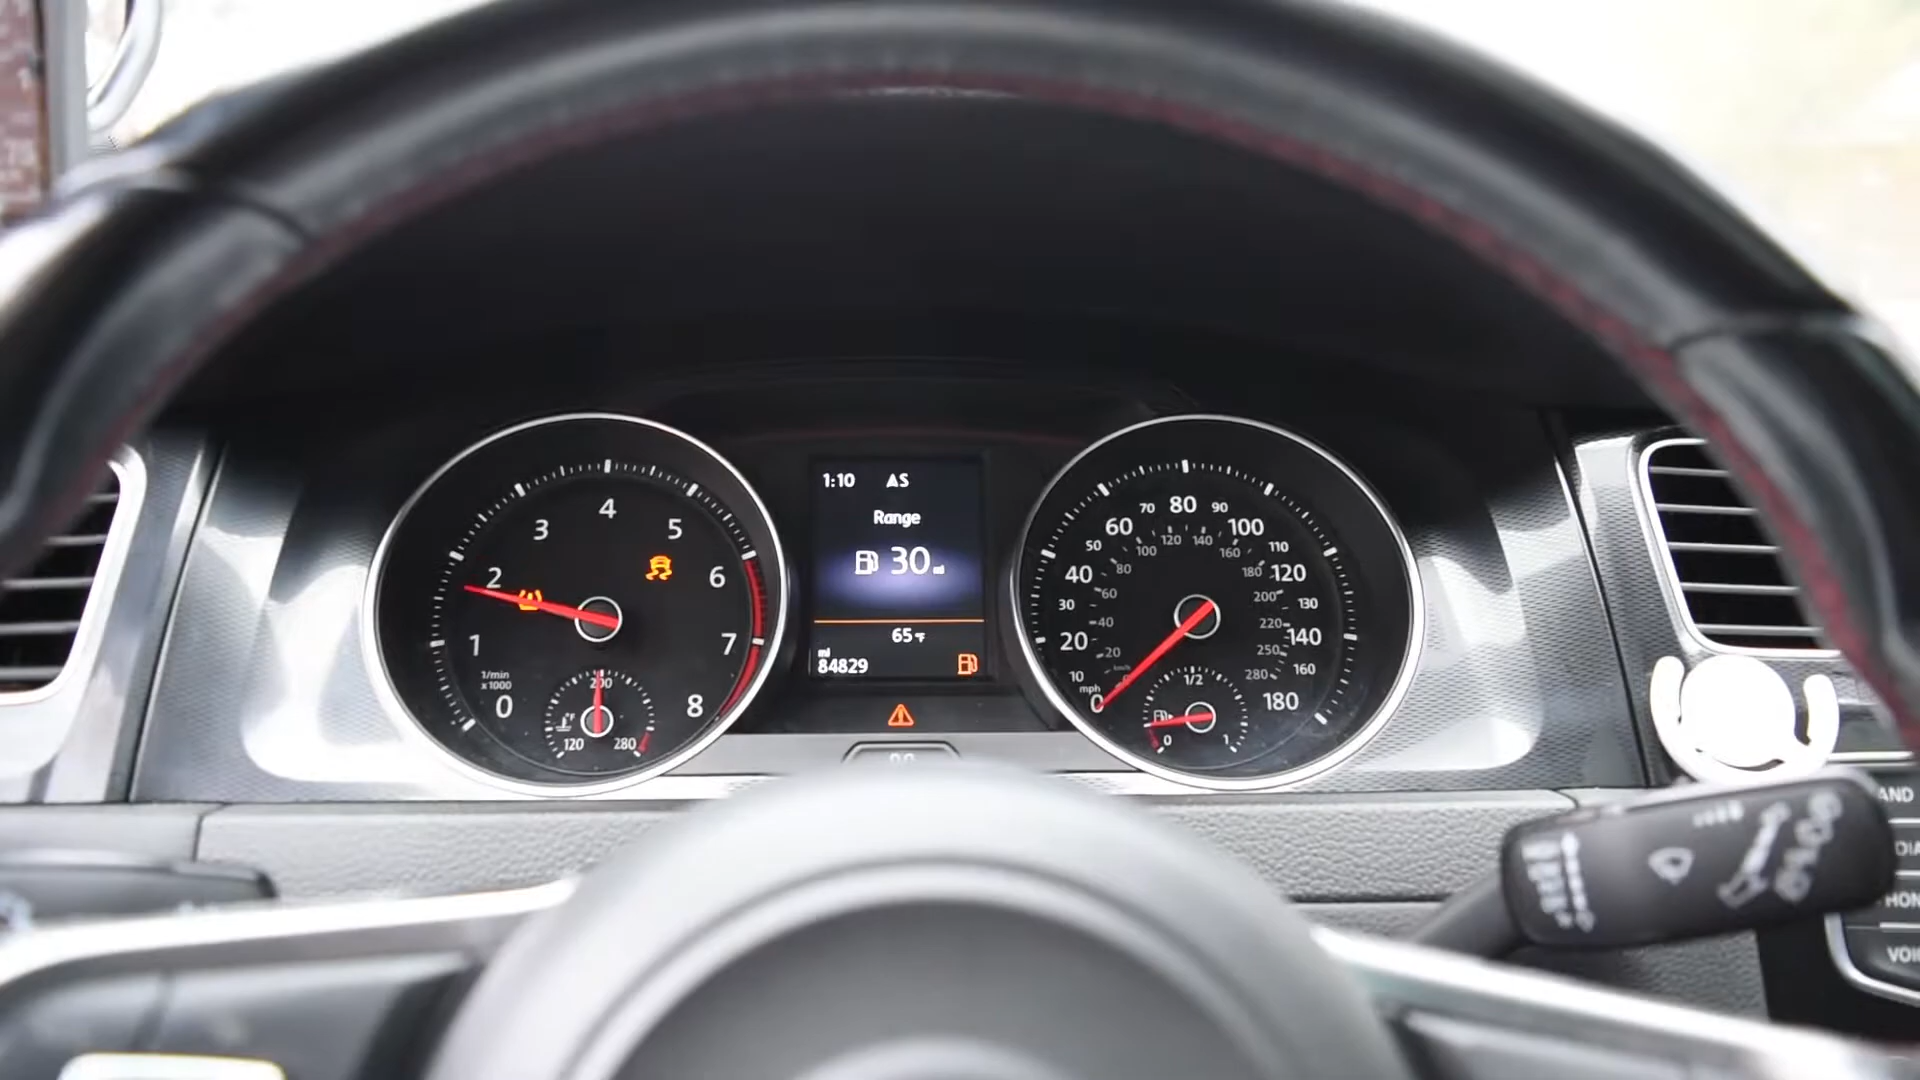 1:10 AS
Range
30 mi
65 °F
mi
84829
0 1 2 3 4 5 6 7 8
1/min
x1000
120 200 280
°F
0 10 20 30 40 50 60 70 80 90 100 110 120 130 140 160 180
mph
km/h
20 40 60 80 100 120 140 160 180 200 220 250 280
0 1/2 1
VOI